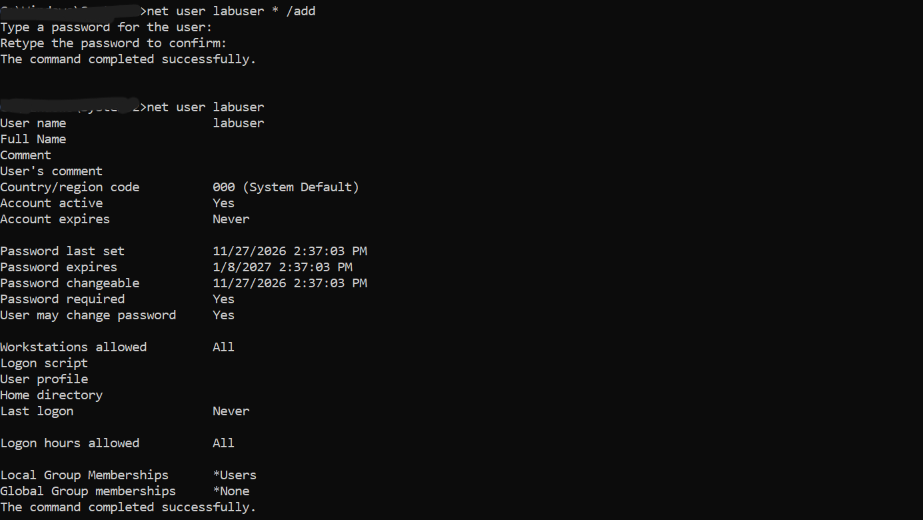 >net user labuser * /add
Type a password for the user:
Retype the password to confirm:
The command completed successfully.
>net user labuser
User name labuser
Full Name
Comment
User's comment
Country/region code 000 (System Default)
Account active Yes
Account expires Never
Password last set 11/27/2026 2:37:03 PM
Password expires 1/8/2027 2:37:03 PM
Password changeable 11/27/2026 2:37:03 PM
Password required Yes
User may change password Yes
Workstations allowed All
Logon script
User profile
Home directory
Last logon Never
Logon hours allowed All
Local Group Memberships *Users
Global Group memberships *None
The command completed successfully.